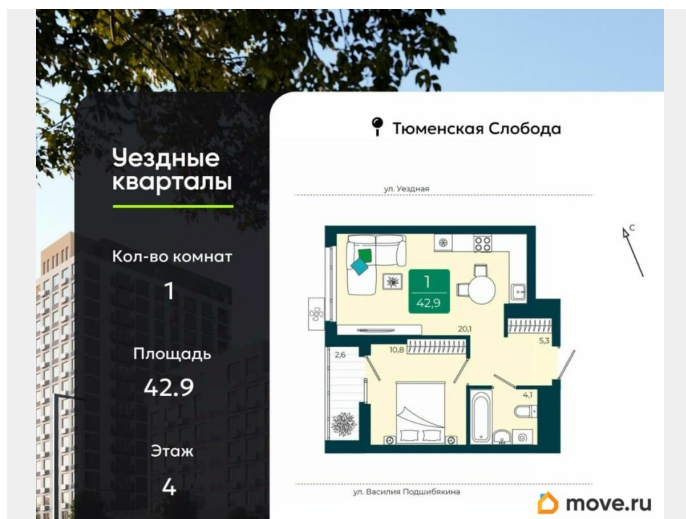 Тюменская Слобода
Уездные
кварталы
ул. Уездная
С
Кол-во комнат
1
1
42,9
20,1
5,3
Площадь
2,6
10,8
42.9
4,1
Этаж
4
ул. Василия Подшибякина
move.ru